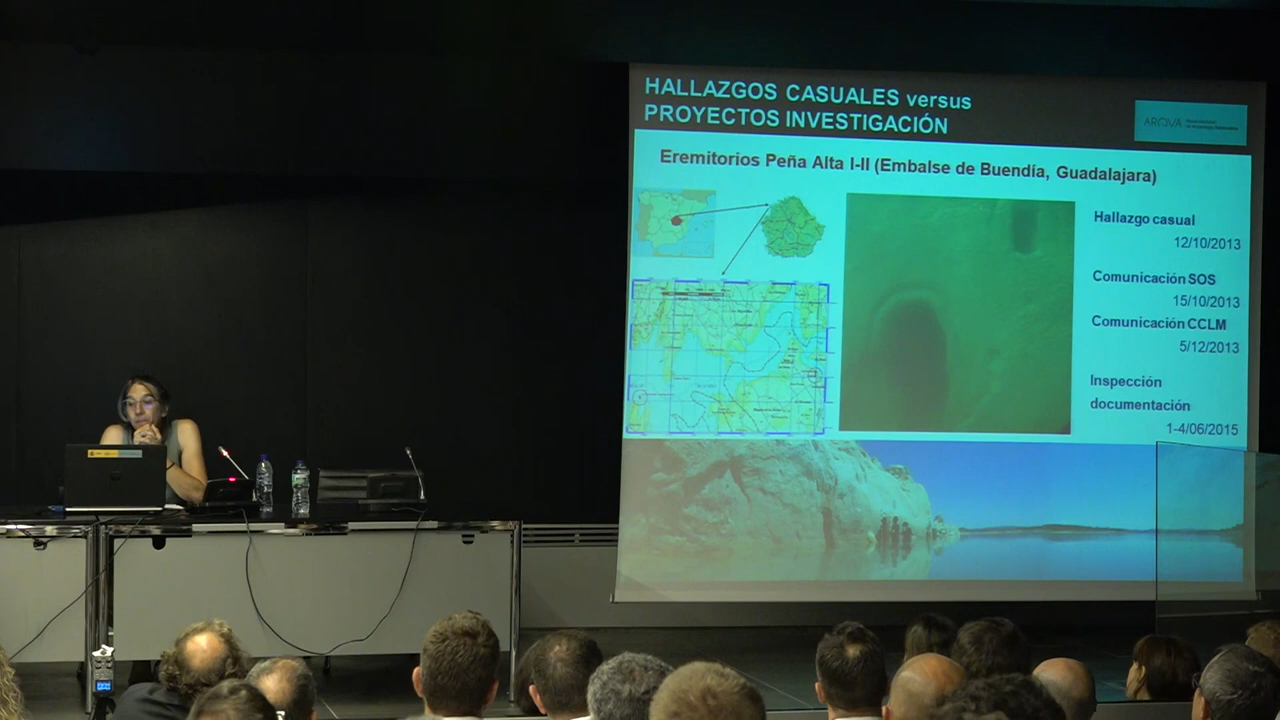 HALLAZGOS CASUALES versus
PROYECTOS INVESTIGACIÓN
ARQVA
Eremitorios Peña Alta I-II (Embalse de Buendía, Guadalajara)
Hallazgo casual
12/10/2013
Comunicación SOS
15/10/2013
Comunicación CCLM
5/12/2013
Inspección
documentación
1-4/06/2015